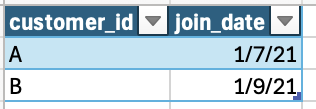 customer_id join_date
A 1/7/21
B 1/9/21